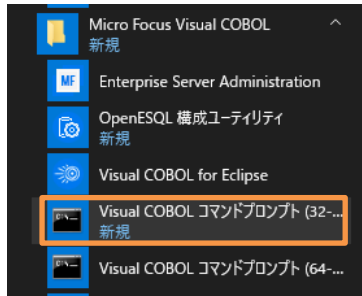 Micro Focus Visual COBOL
新規
MF
Enterprise Server Administration
OpenESQL 構成ユーティリティ
新規
Visual COBOL for Eclipse
Visual COBOL コマンドプロンプト (32-...
新規
Visual COBOL コマンドプロンプト (64-...